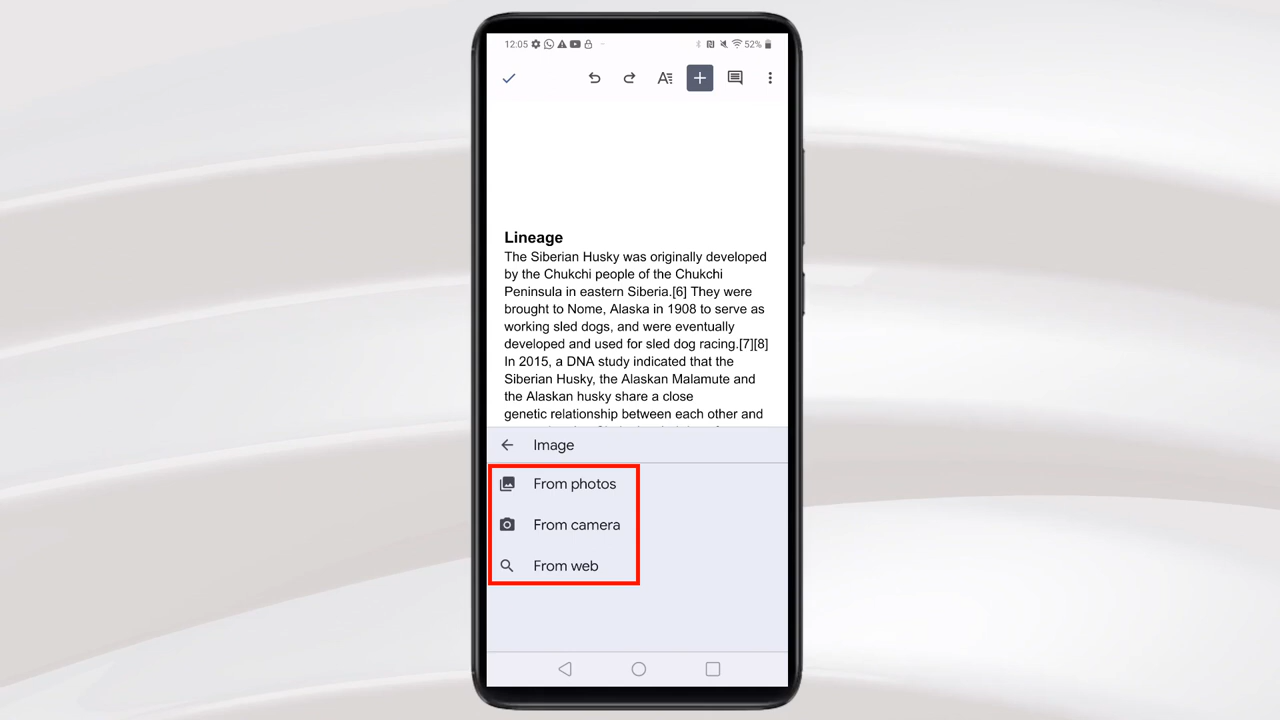 12:05
52%
Lineage
The Siberian Husky was originally developed
by the Chukchi people of the Chukchi
Peninsula in eastern Siberia.[6] They were
brought to Nome, Alaska in 1908 to serve as
working sled dogs, and were eventually
developed and used for sled dog racing.[7][8]
In 2015, a DNA study indicated that the
Siberian Husky, the Alaskan Malamute and
the Alaskan husky share a close
genetic relationship between each other and
Image
From photos
From camera
From web